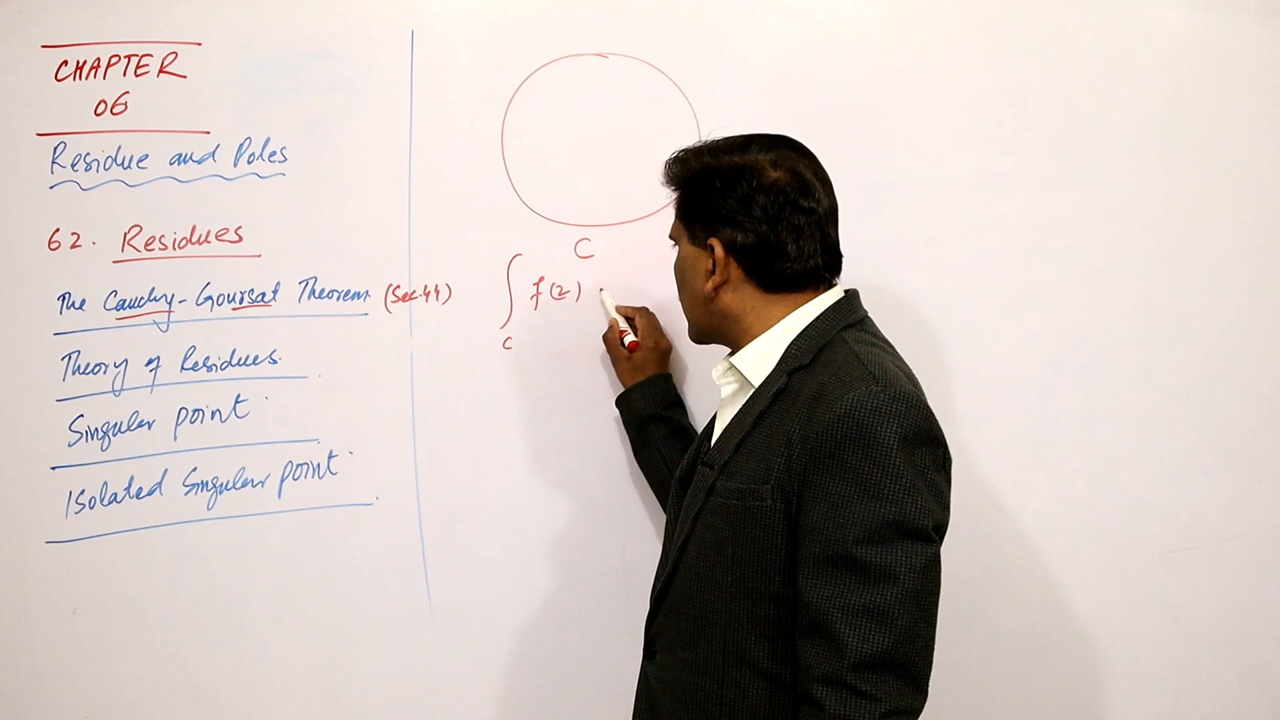 CHAPTER
06
Residue and Poles
62. Residues
The Cauchy-Goursat Theorem (Sec.44)
Theory of Residues.
Singular point
Isolated Singular point
C
∫ f(z)
C